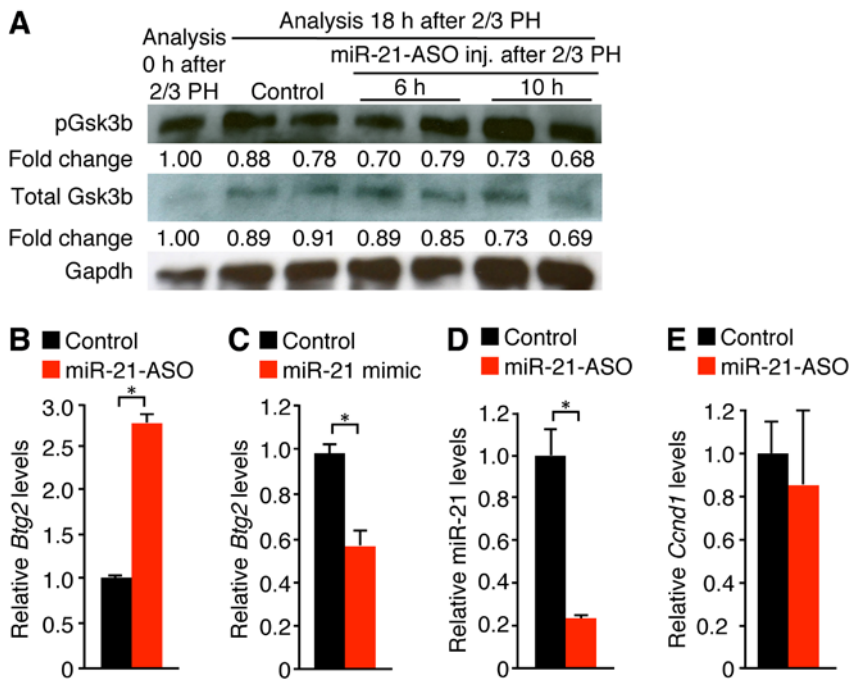 A
Analysis 0 h after 2/3 PH
Analysis 18 h after 2/3 PH
miR-21-ASO inj. after 2/3 PH
Control
6 h
10 h
pGsk3b
Fold change 1.00 0.88 0.78 0.70 0.79 0.73 0.68
Total Gsk3b
Fold change 1.00 0.89 0.91 0.89 0.85 0.73 0.69
Gapdh
B
Control
miR-21-ASO
Relative Btg2 levels
3.0
2.5
2.0
1.5
1.0
0.5
0
*
C
Control
miR-21 mimic
Relative Btg2 levels
1.2
1.0
0.8
0.6
0.4
0.2
0
*
D
Control
miR-21-ASO
Relative miR-21 levels
1.2
1.0
0.8
0.6
0.4
0.2
0
*
E
Control
miR-21-ASO
Relative Ccnd1 levels
1.2
1.0
0.8
0.6
0.4
0.2
0